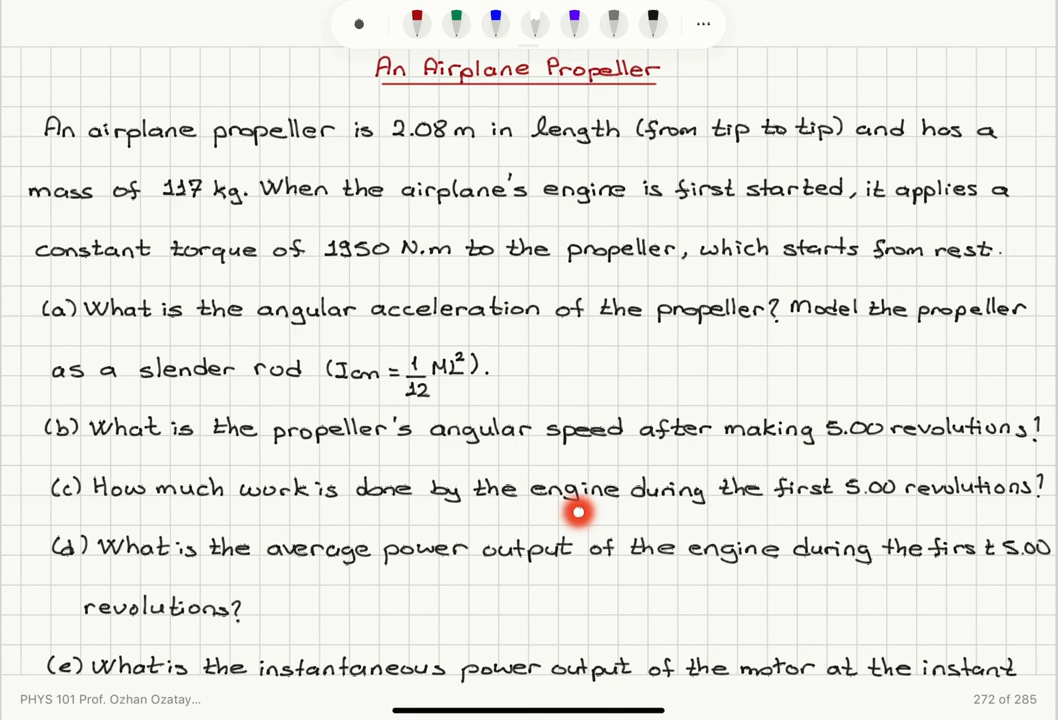 An Airplane Propeller
An airplane propeller is 2.08 m in length (from tip to tip) and has a
mass of 117 kg. When the airplane's engine is first started, it applies a
constant torque of 1950 N.m to the propeller, which starts from rest.
(a) What is the angular acceleration of the propeller? Model the propeller
as a slender rod (Icm = 1/12 ML²).
(b) What is the propeller's angular speed after making 5.00 revolutions?
(c) How much work is done by the engine during the first 5.00 revolutions?
(d) What is the average power output of the engine during the first 5.00
revolutions?
(e) What is the instantaneous power output of the motor at the instant
PHYS 101 Prof. Ozhan Ozatay...
272 of 285